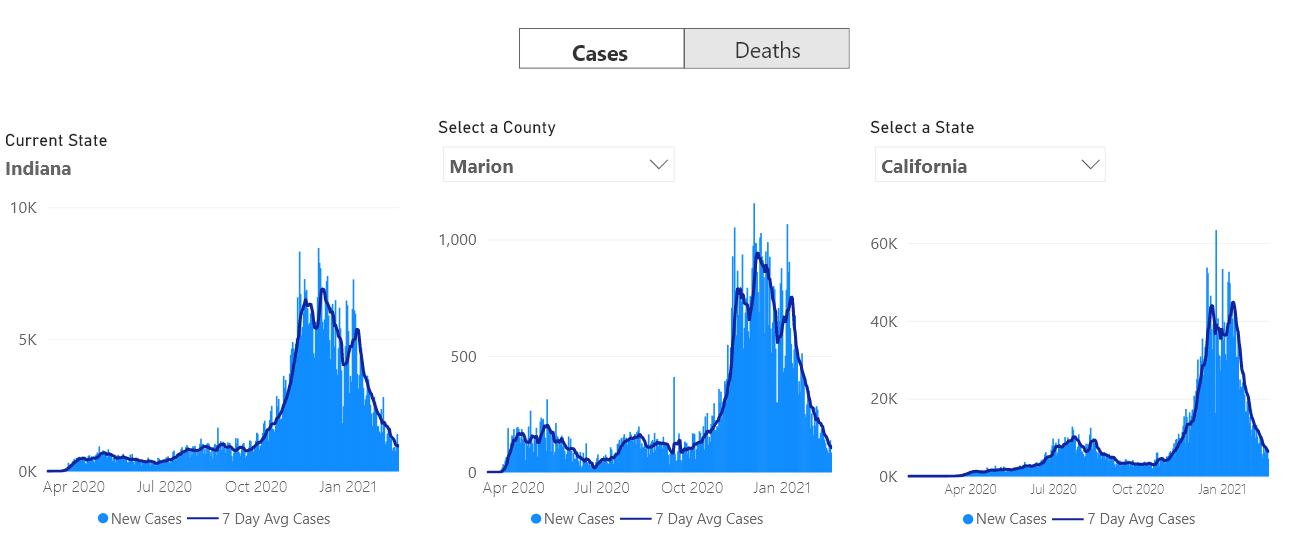 Cases Deaths
Current State
Indiana
10K
5K
0K
Apr 2020 Jul 2020 Oct 2020 Jan 2021
New Cases 7 Day Avg Cases
Select a County
Marion
1,000
500
0
Apr 2020 Jul 2020 Oct 2020 Jan 2021
New Cases 7 Day Avg Cases
Select a State
California
60K
40K
20K
0K
Apr 2020 Jul 2020 Oct 2020 Jan 2021
New Cases 7 Day Avg Cases